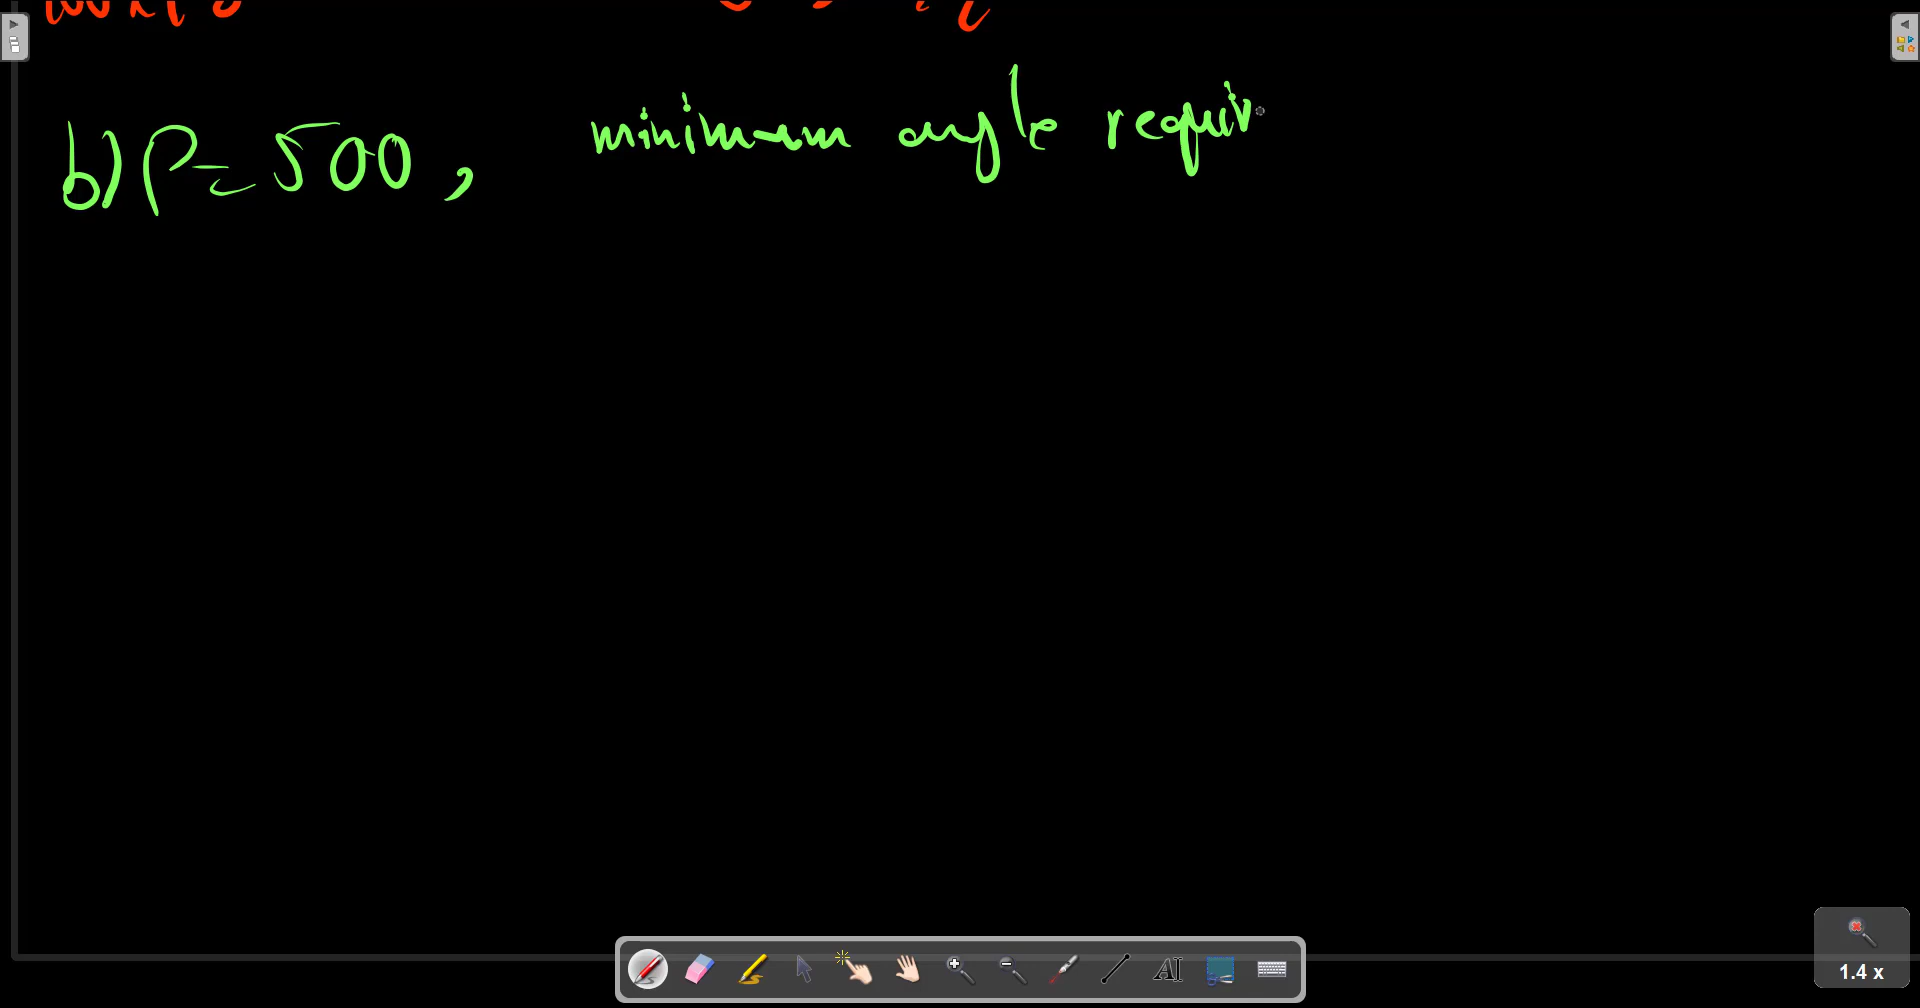 b) P = 500, minimum angle requir
1.4 x